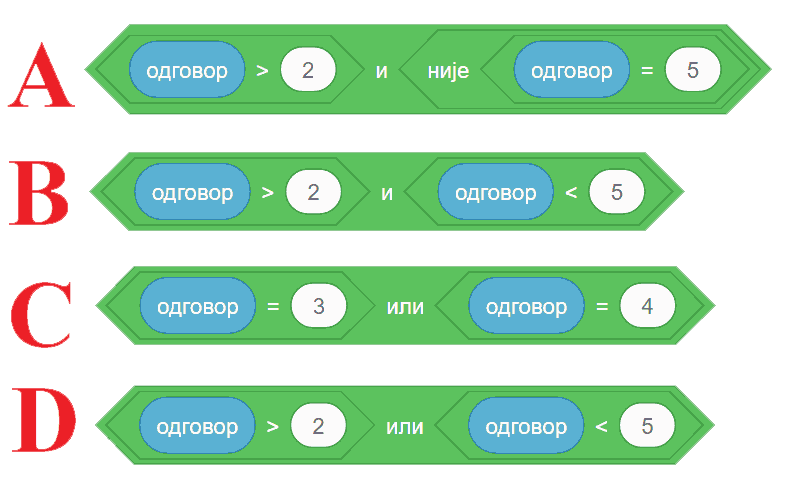 A одговор > 2 и није одговор = 5
B одговор > 2 и одговор < 5
C одговор = 3 или одговор = 4
D одговор > 2 или одговор < 5